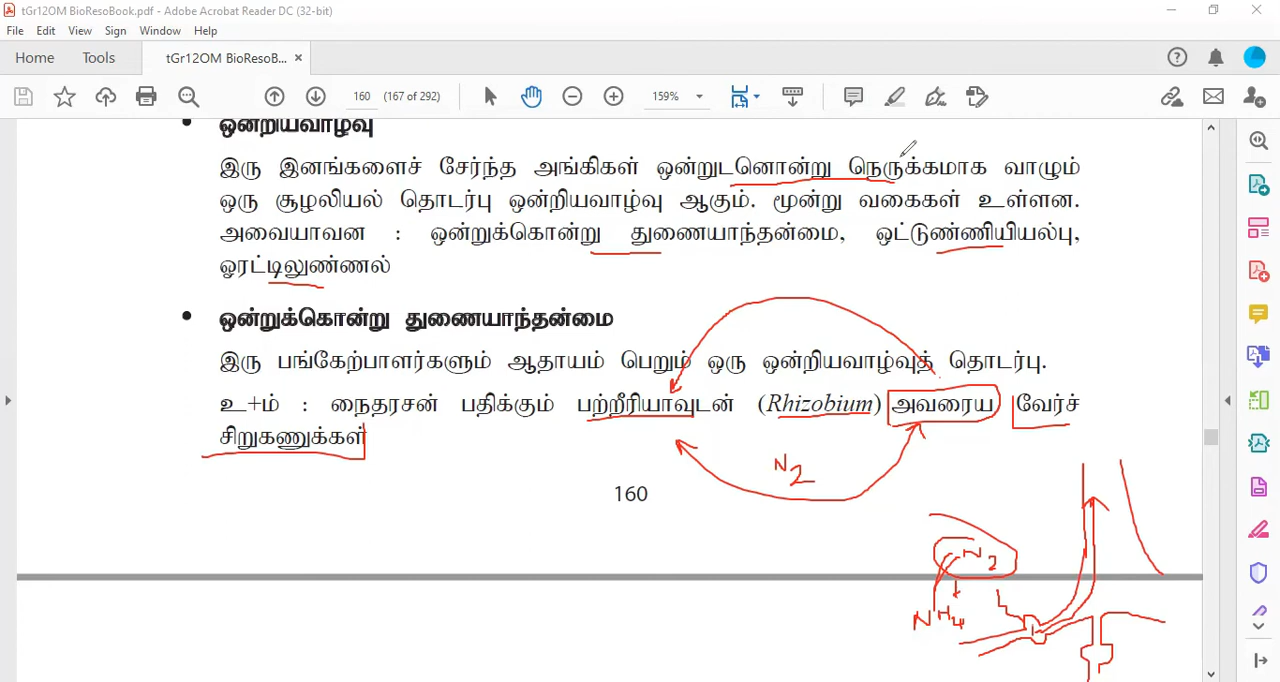 tGr12OM BioResoBook.pdf - Adobe Acrobat Reader DC (32-bit)
File Edit View Sign Window Help
Home Tools tGr12OM BioResoB... ×
160 (167 of 292) 159%
ஒன்றியவாழ்வு
இரு இனங்களைச் சேர்ந்த அங்கிகள் ஒன்றுடனொன்று நெருக்கமாக வாழும்
ஒரு சூழலியல் தொடர்பு ஒன்றியவாழ்வு ஆகும். மூன்று வகைகள் உள்ளன.
அவையாவன : ஒன்றுக்கொன்று துணையாந்தன்மை, ஒட்டுண்ணியியல்பு,
ஓரட்டிலுண்ணல்
ஒன்றுக்கொன்று துணையாந்தன்மை
இரு பங்கேற்பாளர்களும் ஆதாயம் பெறும் ஒரு ஒன்றியவாழ்வுத் தொடர்பு.
உ+ம் : நைதரசன் பதிக்கும் பற்றீரியாவுடன் (Rhizobium) அவரைய வேர்ச்
சிறுகணுக்கள்
N2
160
N2
NH4